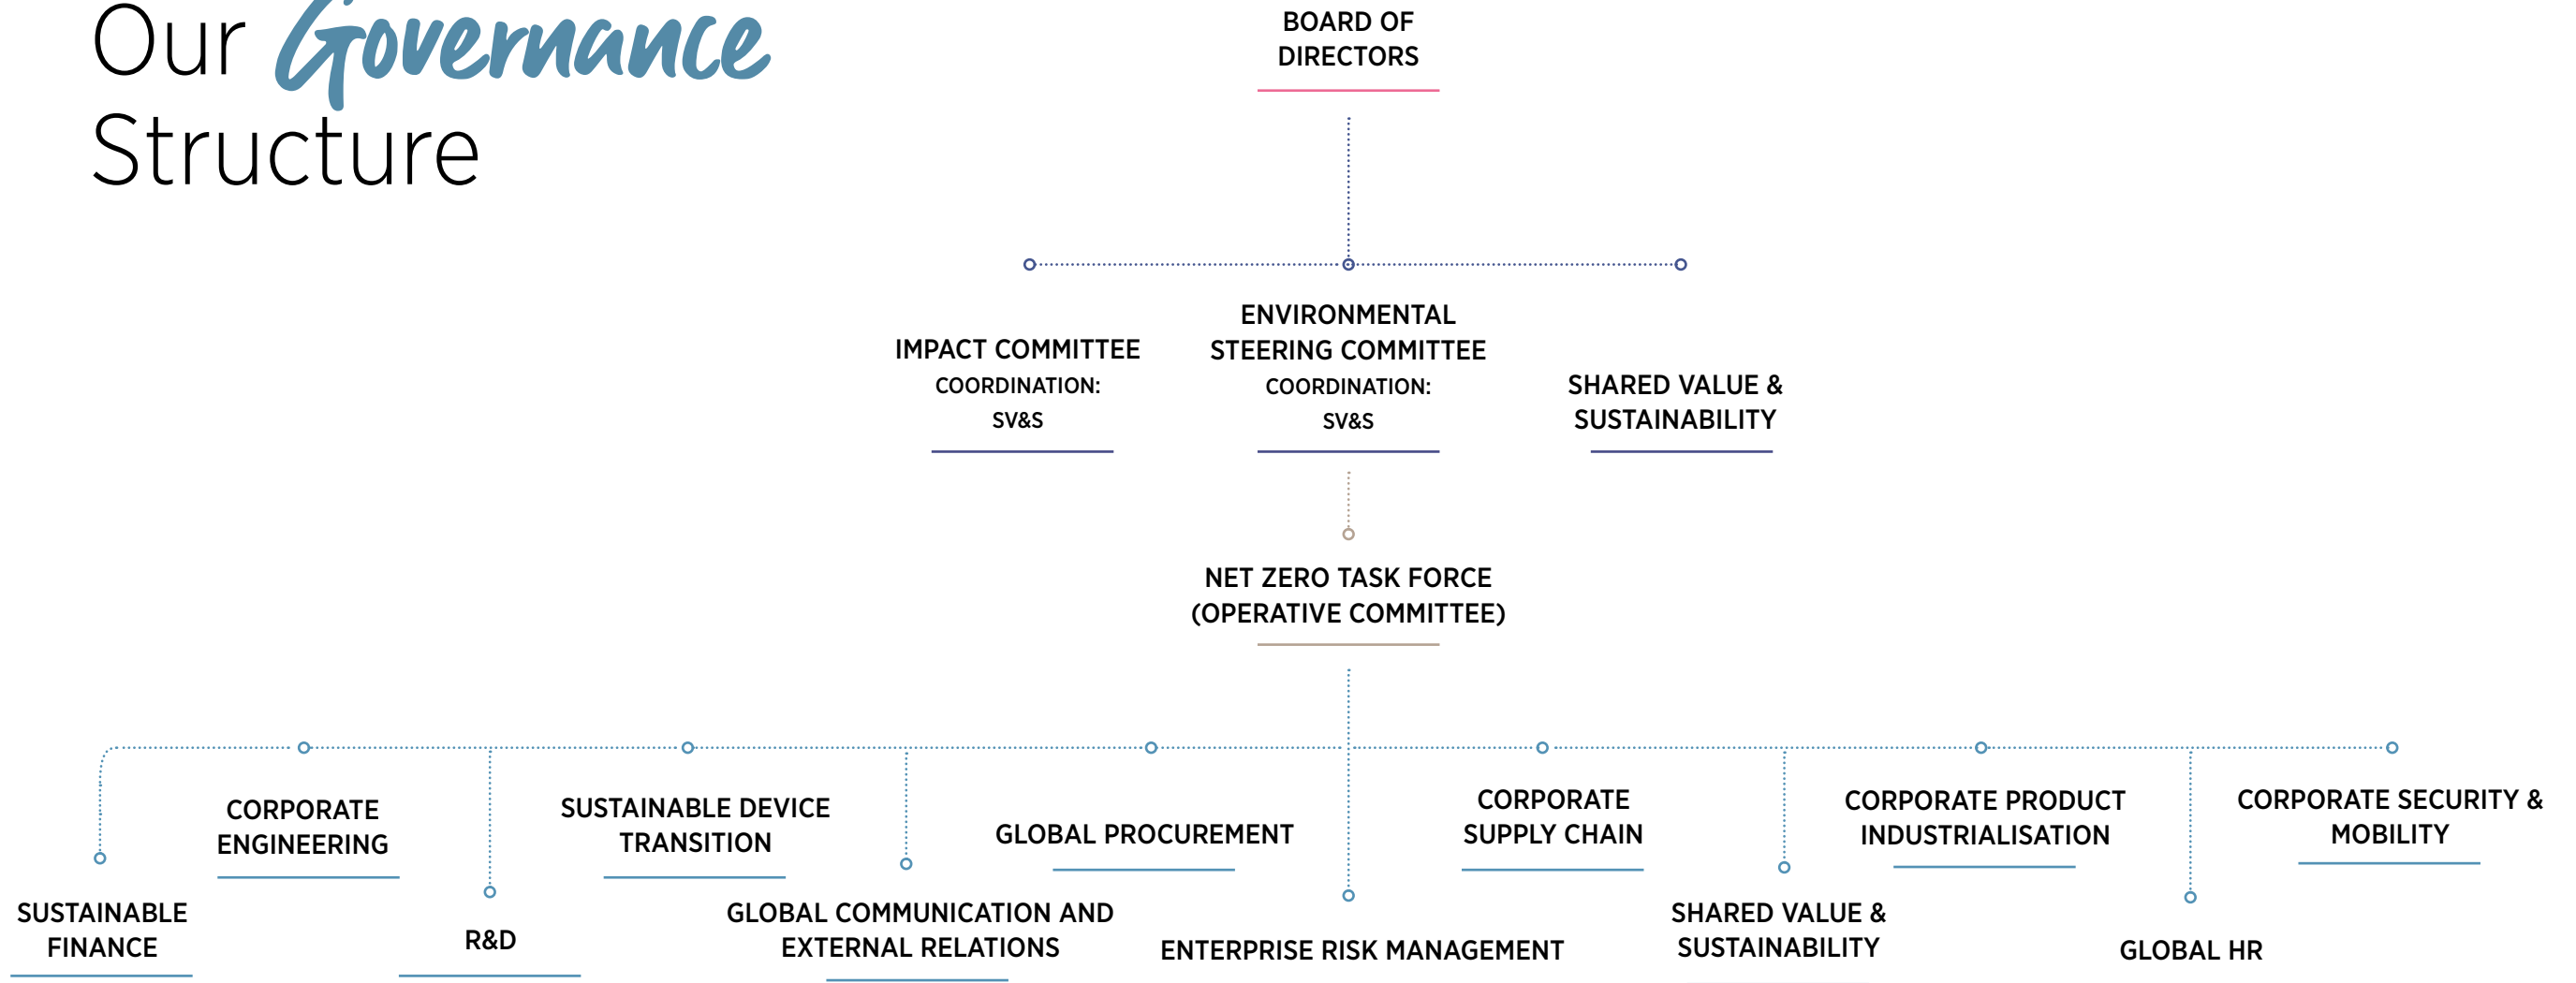 Our Governance
Structure
BOARD OF
DIRECTORS
IMPACT COMMITTEE
COORDINATION:
SV&S
ENVIRONMENTAL
STEERING COMMITTEE
COORDINATION:
SV&S
SHARED VALUE &
SUSTAINABILITY
NET ZERO TASK FORCE
(OPERATIVE COMMITTEE)
SUSTAINABLE
FINANCE
CORPORATE
ENGINEERING
R&D
SUSTAINABLE DEVICE
TRANSITION
GLOBAL COMMUNICATION AND
EXTERNAL RELATIONS
GLOBAL PROCUREMENT
ENTERPRISE RISK MANAGEMENT
CORPORATE
SUPPLY CHAIN
SHARED VALUE &
SUSTAINABILITY
CORPORATE PRODUCT
INDUSTRIALISATION
GLOBAL HR
CORPORATE SECURITY &
MOBILITY